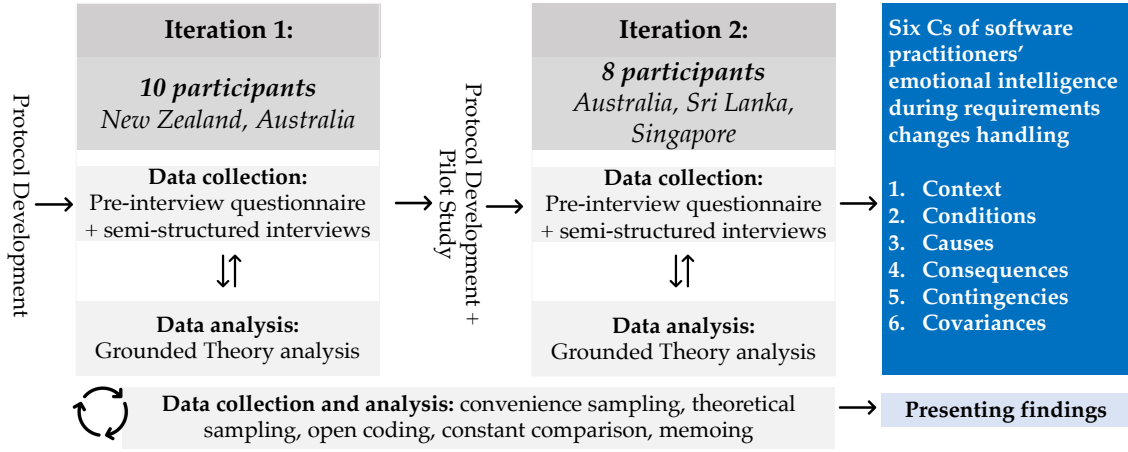 Protocol Development
Iteration 1:
10 participants
New Zealand, Australia
Data collection:
Pre-interview questionnaire
+ semi-structured interviews
Data analysis:
Grounded Theory analysis
Protocol Development +
Pilot Study
Iteration 2:
8 participants
Australia, Sri Lanka,
Singapore
Data collection:
Pre-interview questionnaire
+ semi-structured interviews
Data analysis:
Grounded Theory analysis
Six Cs of software
practitioners’
emotional intelligence
during requirements
changes handling
1. Context
2. Conditions
3. Causes
4. Consequences
5. Contingencies
6. Covariances
Data collection and analysis: convenience sampling, theoretical
sampling, open coding, constant comparison, memoing
Presenting findings